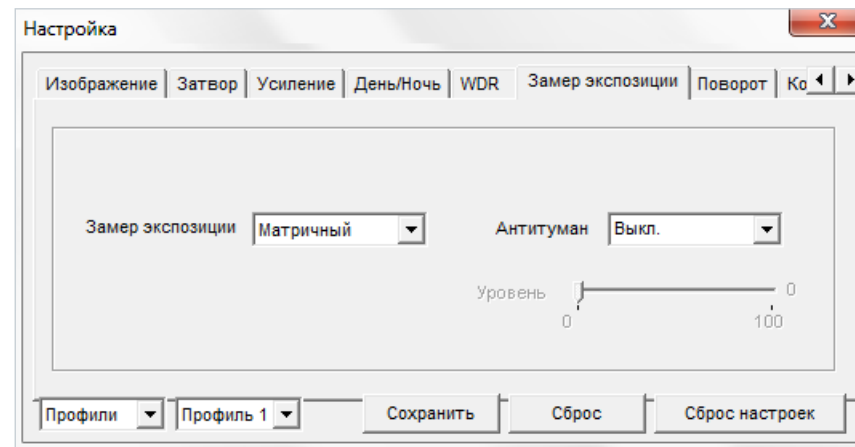 Настройка
Изображение Затвор Усиление День/Ночь WDR Замер экспозиции Поворот Ко
Замер экспозиции Матричный Антитуман Выкл.
Уровень 0
0 100
Профили Профиль 1 Сохранить Сброс Сброс настроек